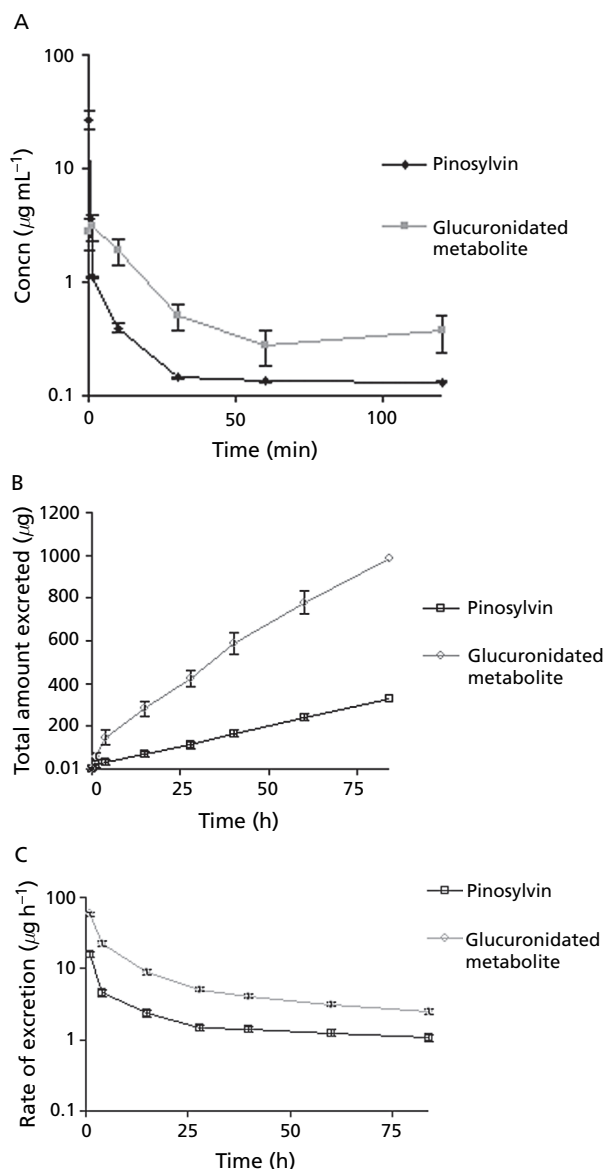 A
100
10
1
0.1
Concn (μg mL⁻¹)
0
50
100
Time (min)
Pinosylvin
Glucuronidated
metabolite
B
1200
1000
800
600
400
200
0.01
Total amount excreted (μg)
0
25
50
75
Time (h)
Pinosylvin
Glucuronidated
metabolite
C
100
10
1
0.1
Rate of excretion (μg h⁻¹)
0
25
50
75
Time (h)
Pinosylvin
Glucuronidated
metabolite